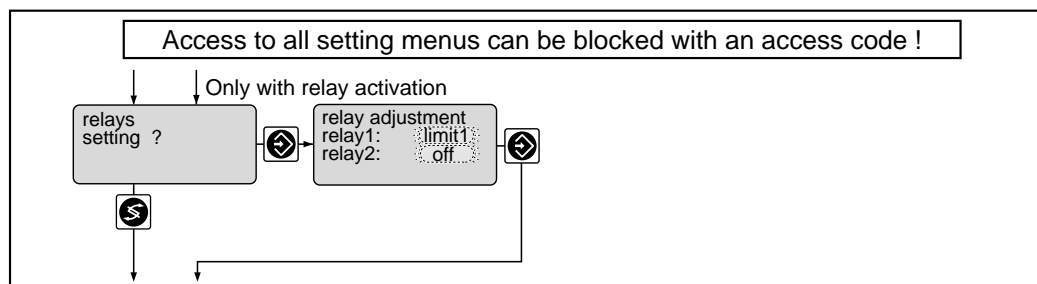 Access to all setting menus can be blocked with an access code !
Only with relay activation
relays
setting ?
relay adjustment
relay1: limit1
relay2: off